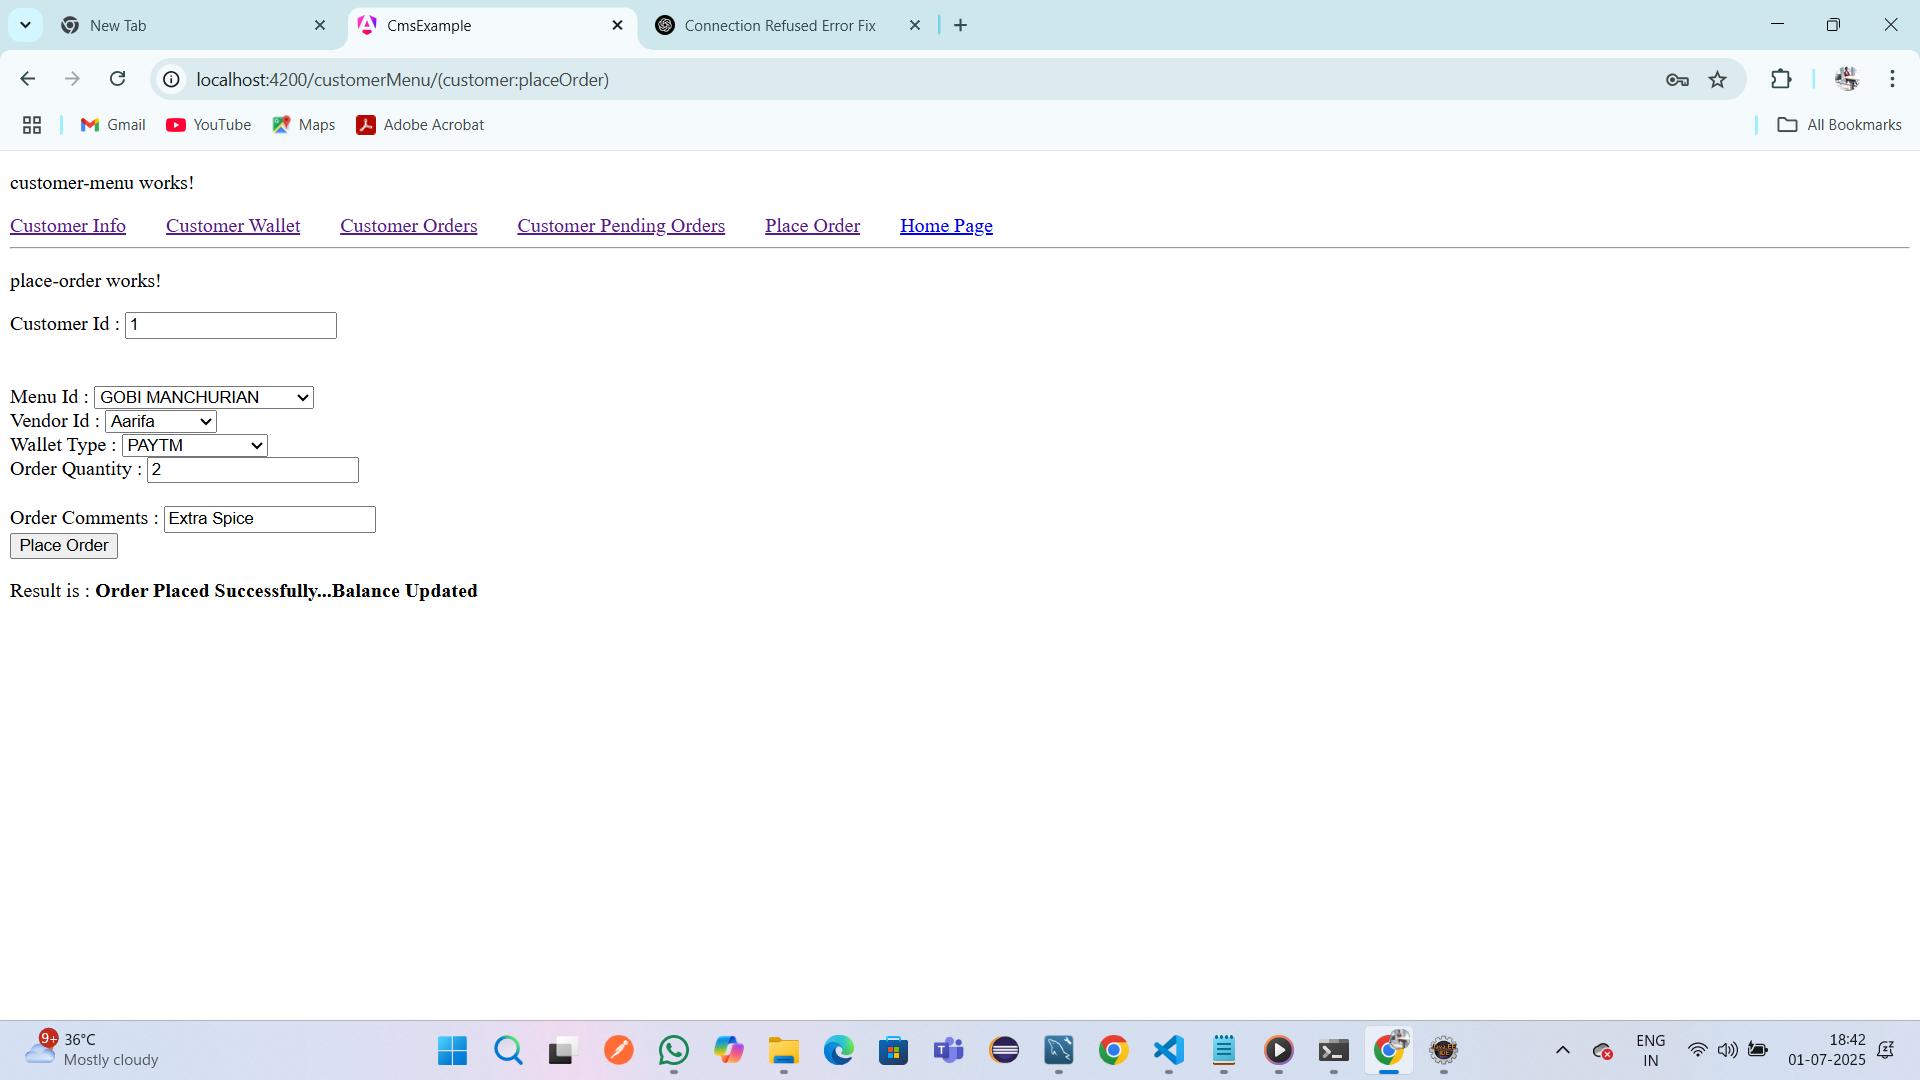 New Tab
CmsExample
Connection Refused Error Fix
localhost:4200/customerMenu/(customer:placeOrder)
Gmail
YouTube
Maps
Adobe Acrobat
All Bookmarks
customer-menu works!
Customer Info Customer Wallet Customer Orders Customer Pending Orders Place Order Home Page
place-order works!
Customer Id : 1
Menu Id : GOBI MANCHURIAN
Vendor Id : Aarifa
Wallet Type : PAYTM
Order Quantity : 2
Order Comments : Extra Spice
Place Order
Result is : Order Placed Successfully...Balance Updated
9+
36°C
Mostly cloudy
ENG
IN
18:42
01-07-2025